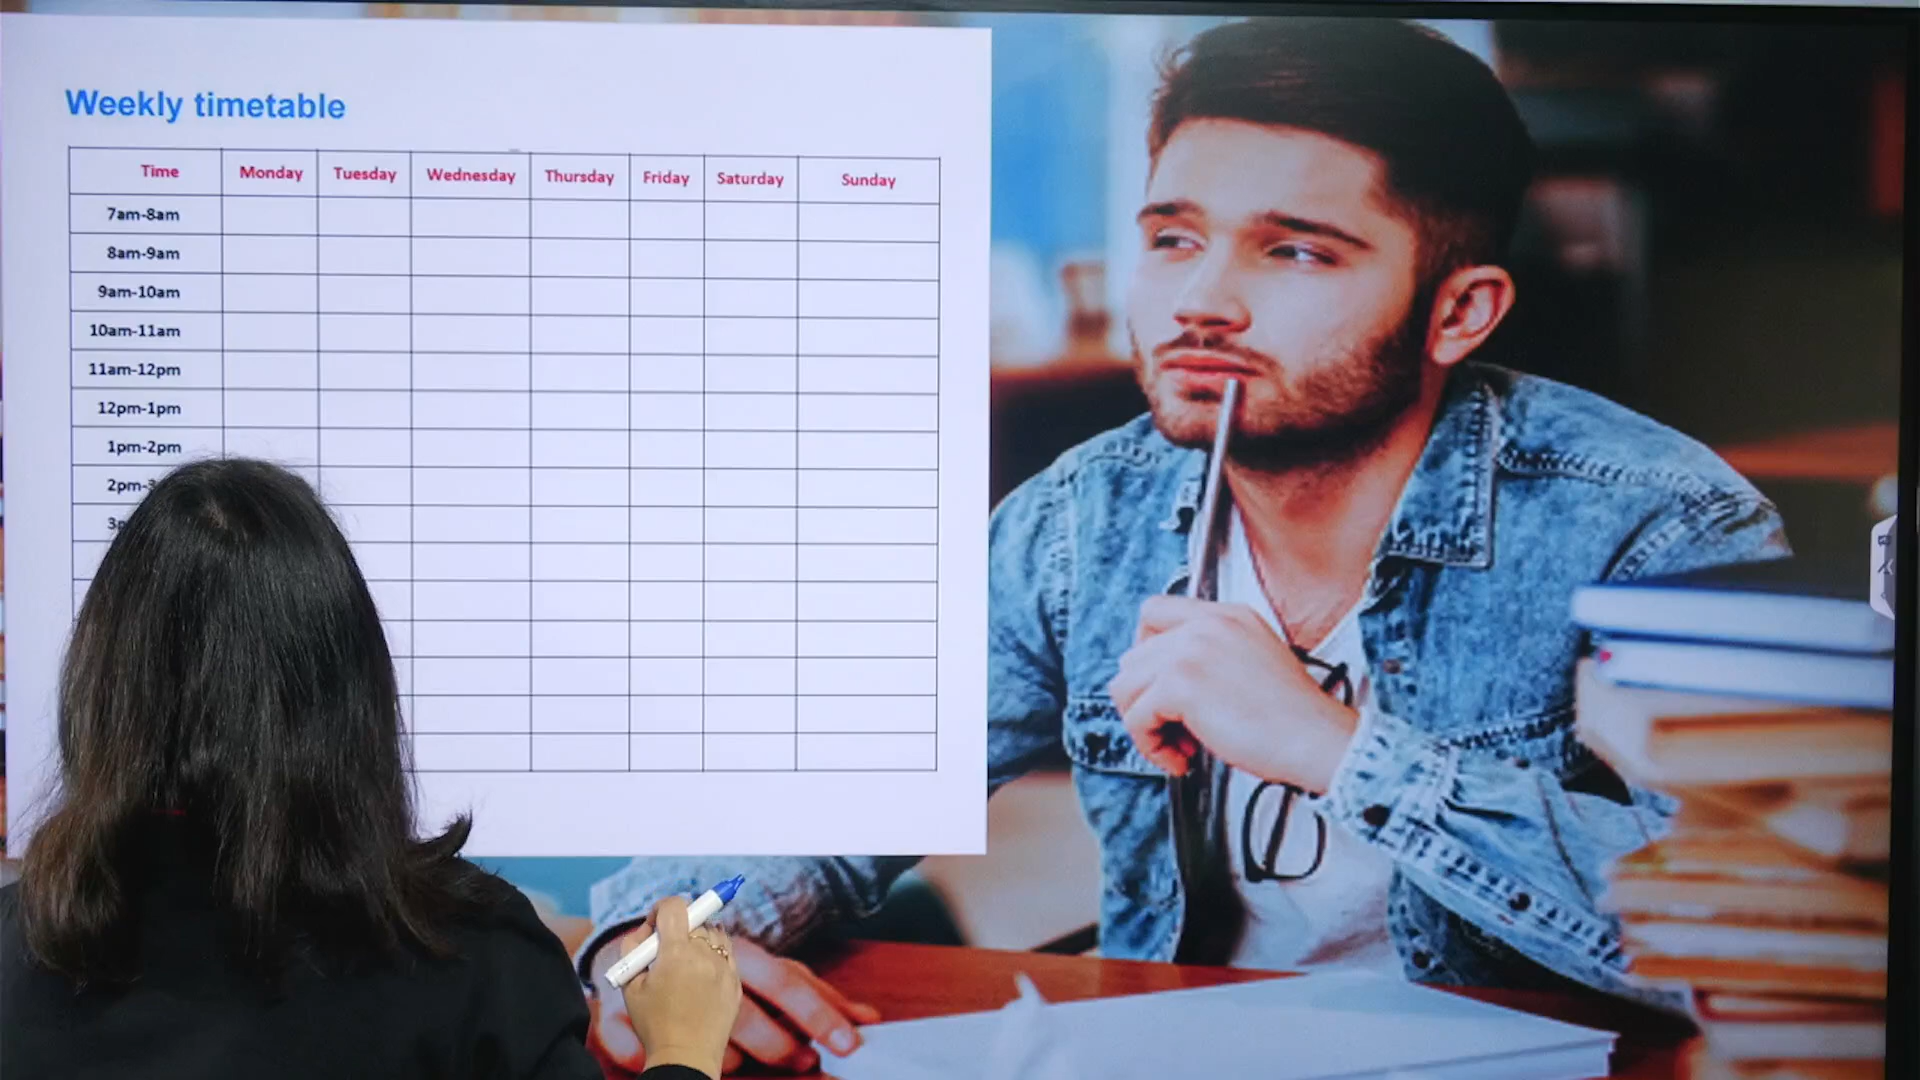 Weekly timetable
Time Monday Tuesday Wednesday Thursday Friday Saturday Sunday
7am-8am
8am-9am
9am-10am
10am-11am
11am-12pm
12pm-1pm
1pm-2pm
2pm-